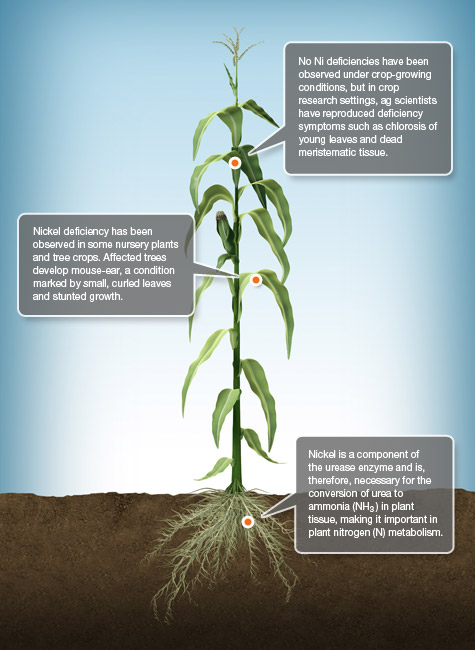 No Ni deficiencies have been
observed under crop-growing
conditions, but in crop
research settings, ag scientists
have reproduced deficiency
symptoms such as chlorosis of
young leaves and dead
meristematic tissue.
Nickel deficiency has been
observed in some nursery plants
and tree crops. Affected trees
develop mouse-ear, a condition
marked by small, curled leaves
and stunted growth.
Nickel is a component of
the urease enzyme and is,
therefore, necessary for the
conversion of urea to
ammonia (NH₃) in plant
tissue, making it important in
plant nitrogen (N) metabolism.